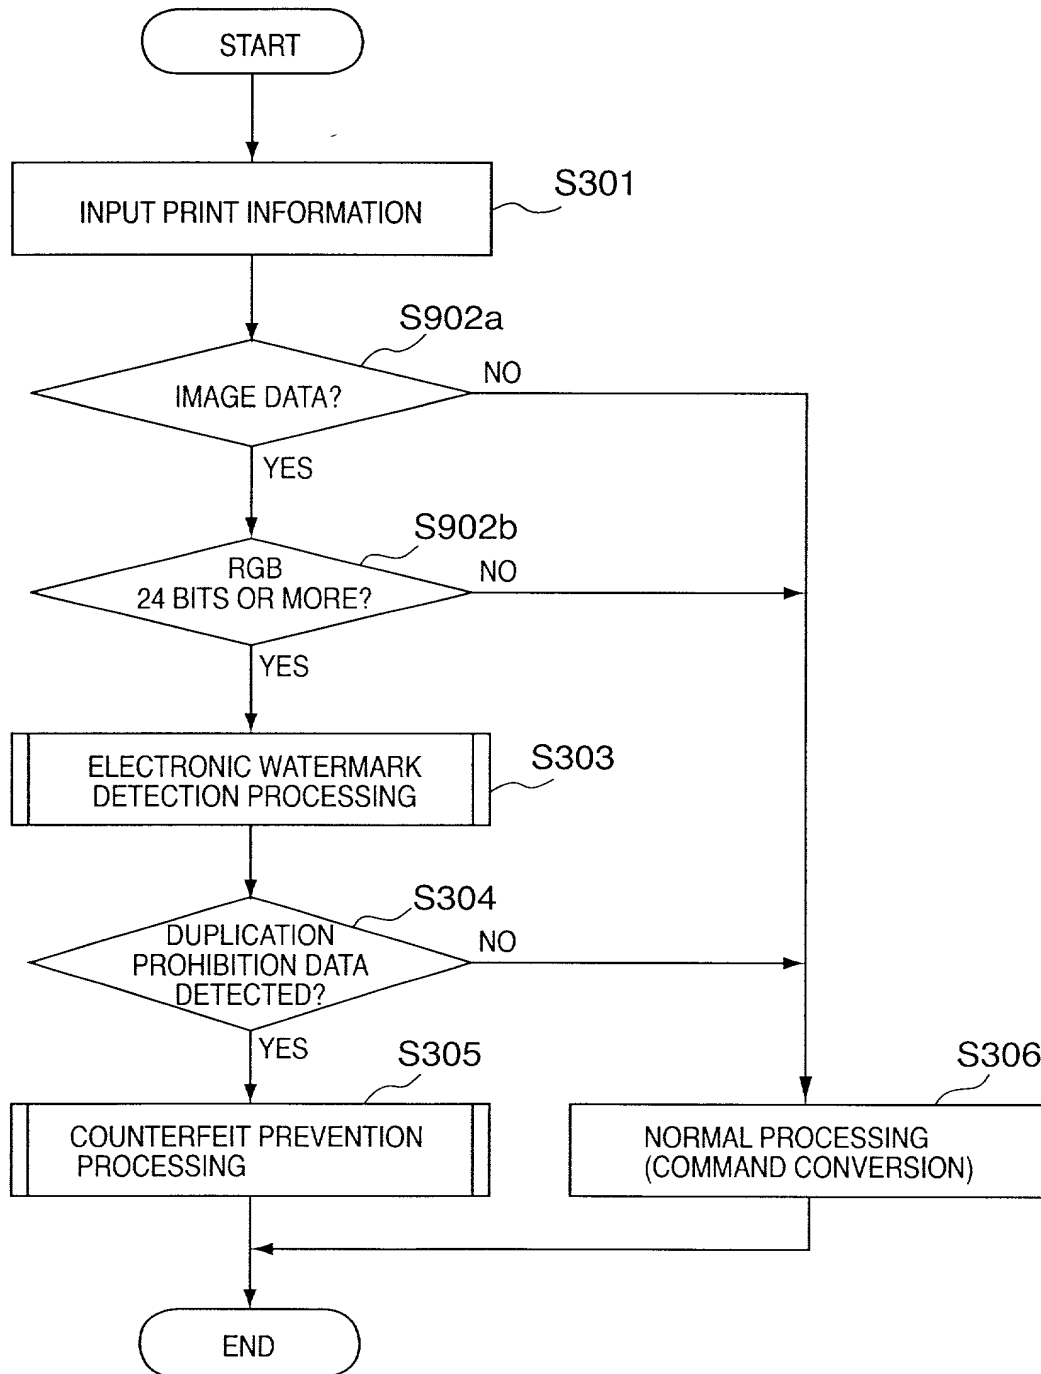 START
INPUT PRINT INFORMATION
S301
S902a
IMAGE DATA?
NO
YES
S902b
RGB
24 BITS OR MORE?
NO
YES
ELECTRONIC WATERMARK
DETECTION PROCESSING
S303
S304
DUPLICATION
PROHIBITION DATA
DETECTED?
NO
YES
S305
COUNTERFEIT PREVENTION
PROCESSING
S306
NORMAL PROCESSING
(COMMAND CONVERSION)
END